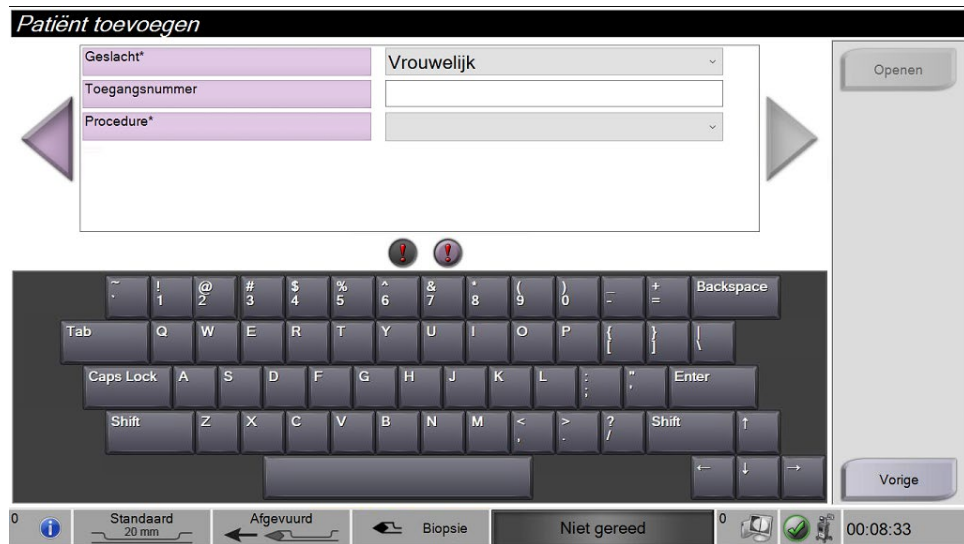 Patiënt toevoegen
Geslacht*
Vrouwelijk
Openen
Toegangsnummer
Procedure*
~ ! @ # $ % ^ & * ( ) _ + Backspace
` 1 2 3 4 5 6 7 8 9 0 - =
Tab Q W E R T Y U I O P { } |
[ ] \
Caps Lock A S D F G H J K L : " Enter
; '
Shift Z X C V B N M < > ? Shift ↑
, . /
← ↓ →
Vorige
0 Standaard Afgevuurd Biopsie Niet gereed 0 00:08:33
20 mm